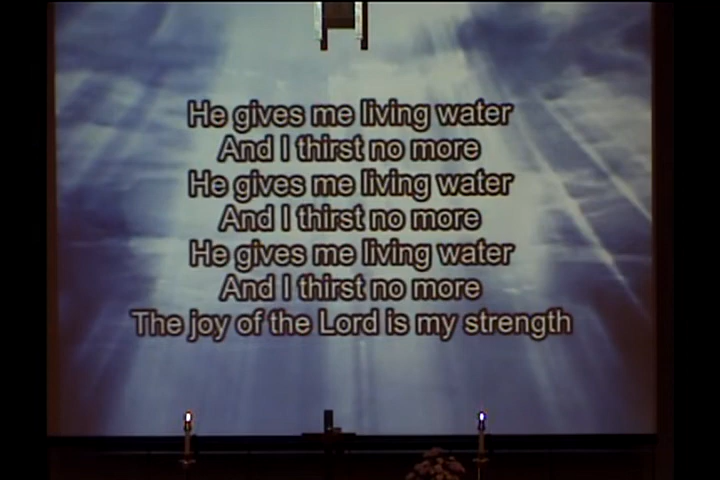 He gives me living water
And I thirst no more
He gives me living water
And I thirst no more
He gives me living water
And I thirst no more
The joy of the Lord is my strength